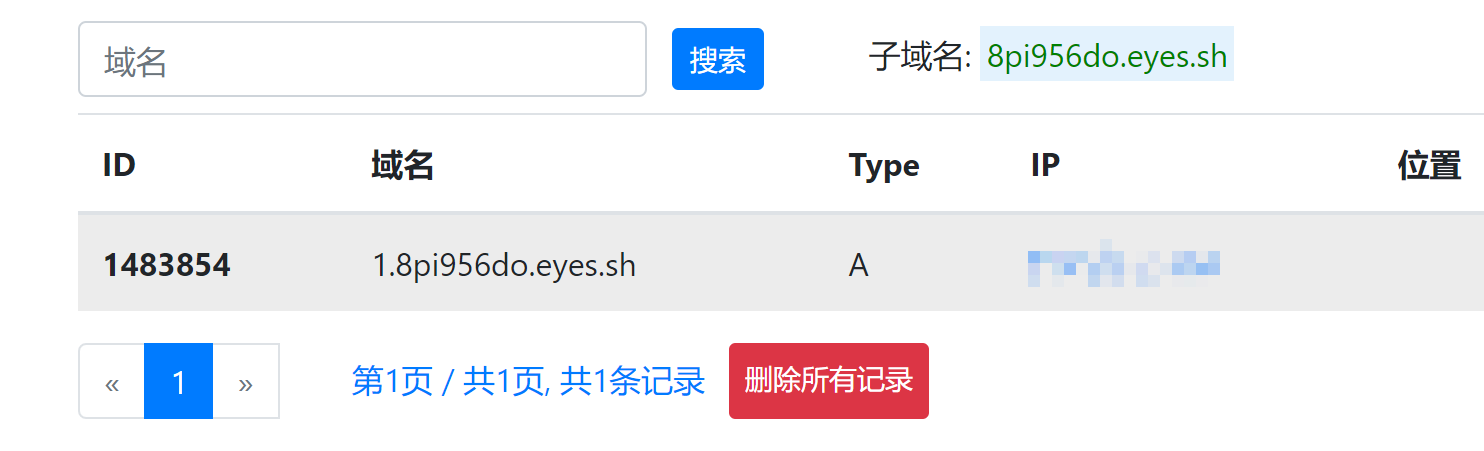 域名 搜索 子域名: 8pi956do.eyes.sh
ID 域名 Type IP 位置
1483854 1.8pi956do.eyes.sh A
« 1 » 第1页 / 共1页, 共1条记录 删除所有记录